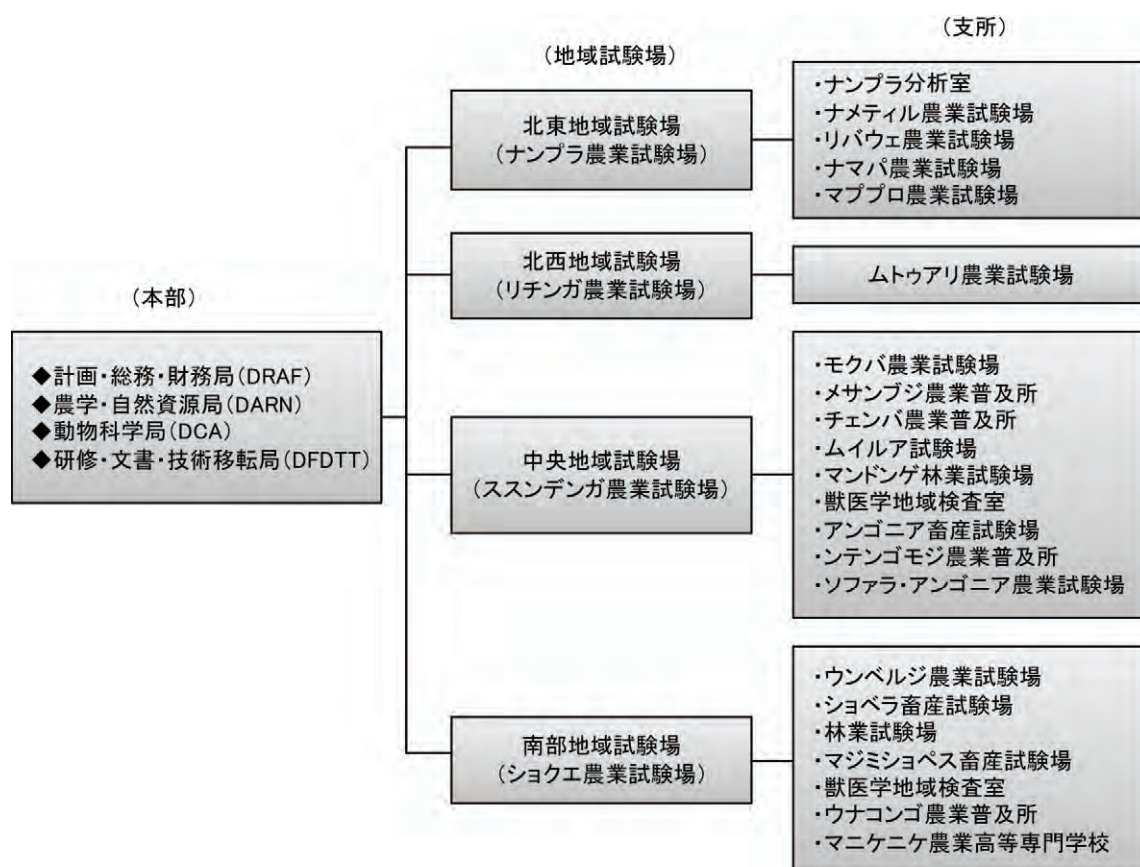 (支所)
(地域試験場)
・ナンプラ分析室
・ナメティル農業試験場
・リバウェ農業試験場
・ナマパ農業試験場
・マププロ農業試験場
北東地域試験場
(ナンプラ農業試験場)
北西地域試験場
(リチンガ農業試験場)
ムトゥアリ農業試験場
(本部)
◆計画・総務・財務局(DRAF)
◆農学・自然資源局(DARN)
◆動物科学局(DCA)
◆研修・文書・技術移転局(DFDTT)
中央地域試験場
(ススンデンガ農業試験場)
・モクバ農業試験場
・メサンブジ農業普及所
・チェンバ農業普及所
・ムイルア試験場
・マンドンゲ林業試験場
・獣医学地域検査室
・アンゴニア畜産試験場
・ンテンゴモジ農業普及所
・ソファラ・アンゴニア農業試験場
南部地域試験場
(ショクエ農業試験場)
・ウンベルジ農業試験場
・ショベラ畜産試験場
・林業試験場
・マジミショペス畜産試験場
・獣医学地域検査室
・ウナコンゴ農業普及所
・マニケニケ農業高等専門学校